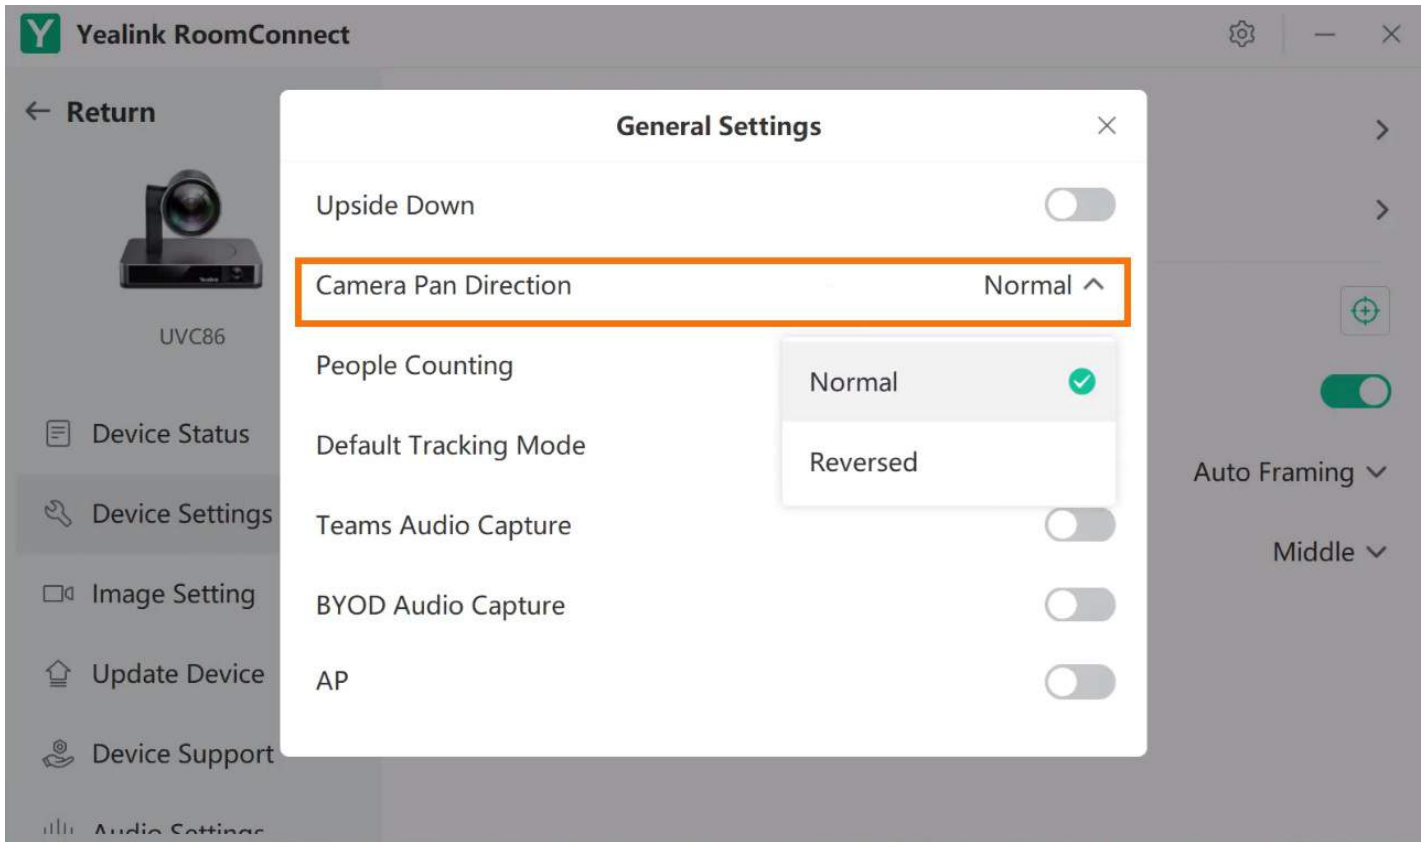 Yealink RoomConnect
Return
UVC86
Device Status
Device Settings
Image Setting
Update Device
Device Support
Audio Settings
General Settings
Upside Down
Camera Pan Direction Normal
People Counting
Normal
Default Tracking Mode
Reversed
Teams Audio Capture
BYOD Audio Capture
AP
Auto Framing
Middle